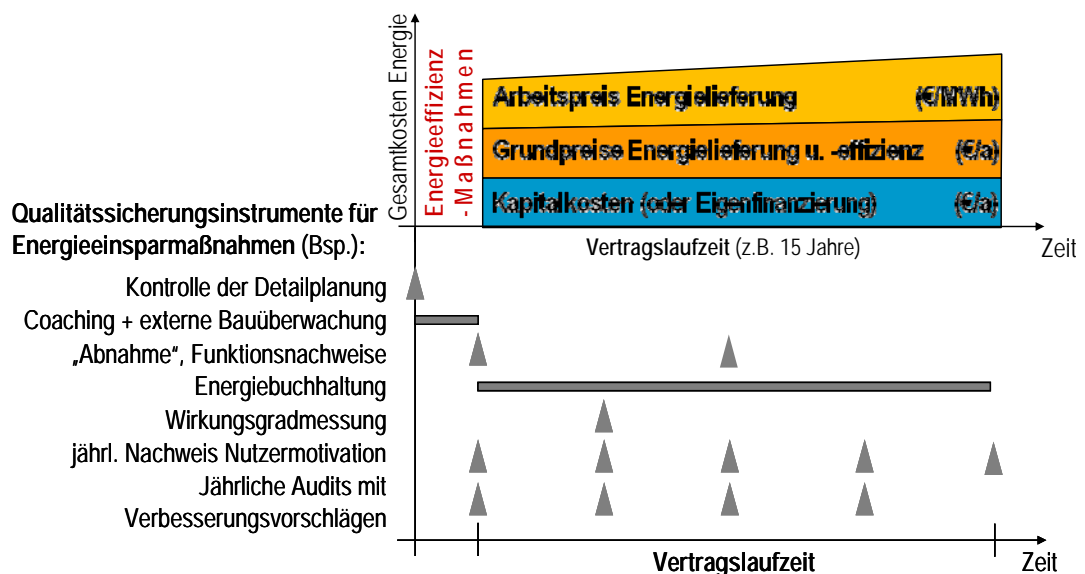 Gesamtkosten Energie
Energieeffizienz
- Maßnahmen
Arbeitspreis Energielieferung (€/MWh)
Grundpreise Energielieferung u. -effizienz (€/a)
Kapitalkosten (oder Eigenfinanzierung) (€/a)
Vertragslaufzeit (z.B. 15 Jahre)
Zeit
Qualitätssicherungsinstrumente für
Energieeinsparmaßnahmen (Bsp.):
Kontrolle der Detailplanung
Coaching + externe Bauüberwachung
„Abnahme“, Funktionsnachweise
Energiebuchhaltung
Wirkungsgradmessung
jährl. Nachweis Nutzermotivation
Jährliche Audits mit
Verbesserungsvorschlägen
Vertragslaufzeit
Zeit